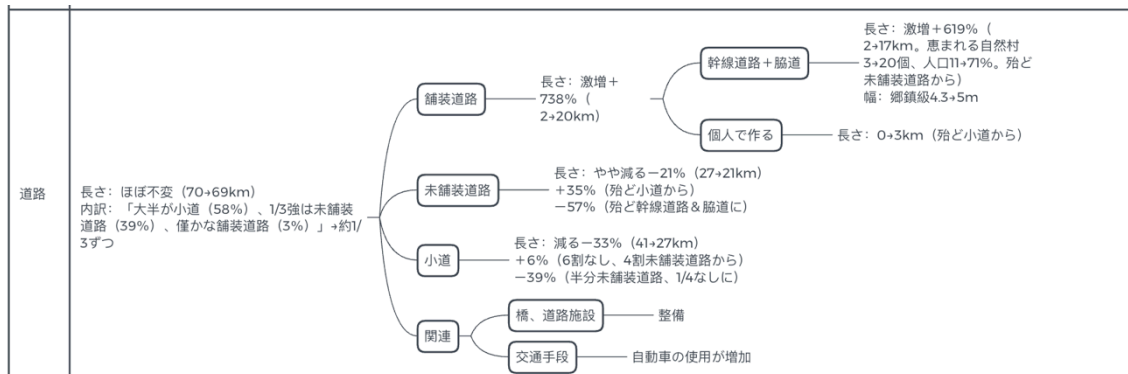 道路
長さ：ほぼ不変（70→69km）
内訳：「大半が小道（58%）、1/3強は未舗装
道路（39%）、僅かな舗装道路（3%）」→約1/
3ずつ
舗装道路
長さ：激増＋
738%（
2→20km）
幹線道路＋脇道
長さ：激増＋619%（
2→17km。恵まれる自然村
3→20個、人口11→71%。殆ど
未舗装道路から）
幅：郷鎮級4.3→5m
個人で作る
長さ：0→3km（殆ど小道から）
未舗装道路
長さ：やや減る－21%（27→21km）
＋35%（殆ど小道から）
－57%（殆ど幹線道路＆脇道に）
小道
長さ：減る－33%（41→27km）
＋6%（6割なし、4割未舗装道路から）
－39%（半分未舗装道路、1/4なしに）
関連
橋、道路施設
整備
交通手段
自動車の使用が増加